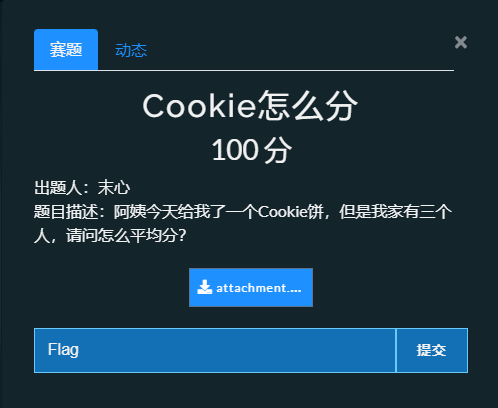 赛题 动态 ×
Cookie怎么分
100 分
出题人：末心
题目描述：阿姨今天给我了一个Cookie饼，但是我家有三个
人，请问怎么平均分？
attachment....
Flag 提交